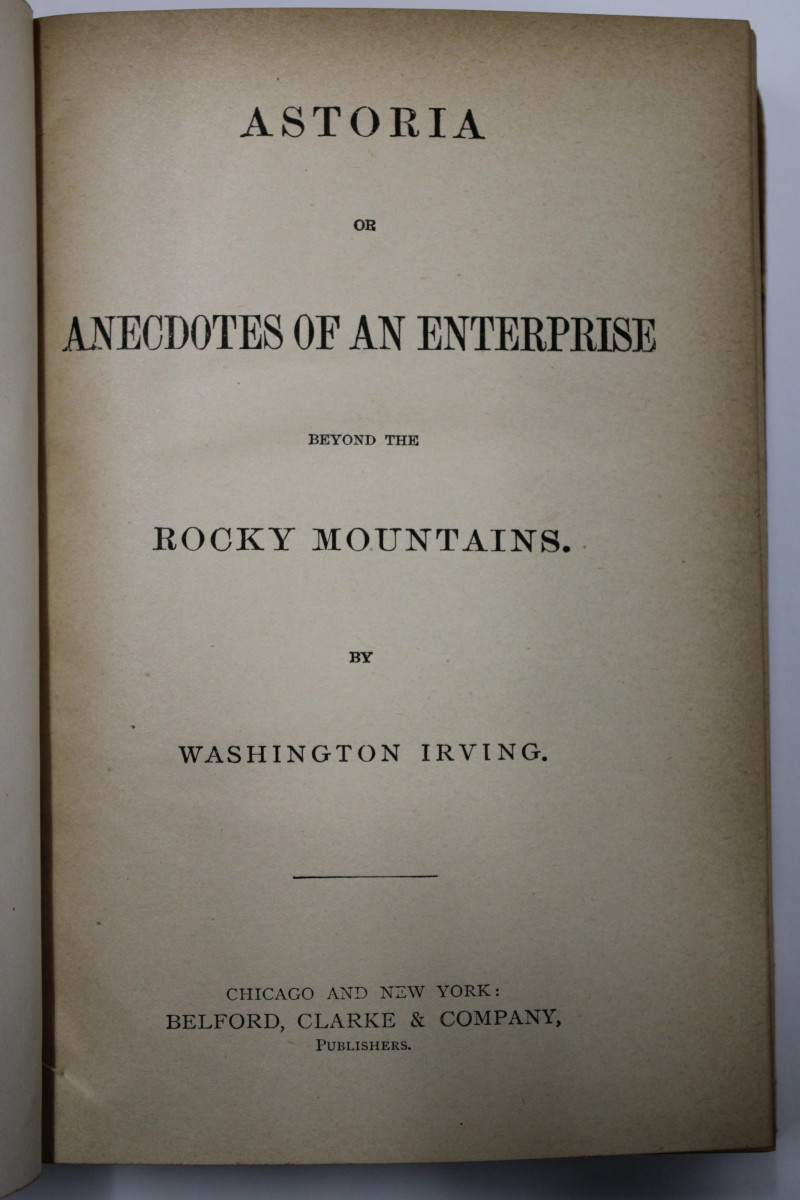 ASTORIA
OR
ANECDOTES OF AN ENTERPRISE
BEYOND THE
ROCKY MOUNTAINS.
BY
WASHINGTON IRVING.
CHICAGO AND NEW YORK:
BELFORD, CLARKE & COMPANY,
PUBLISHERS.